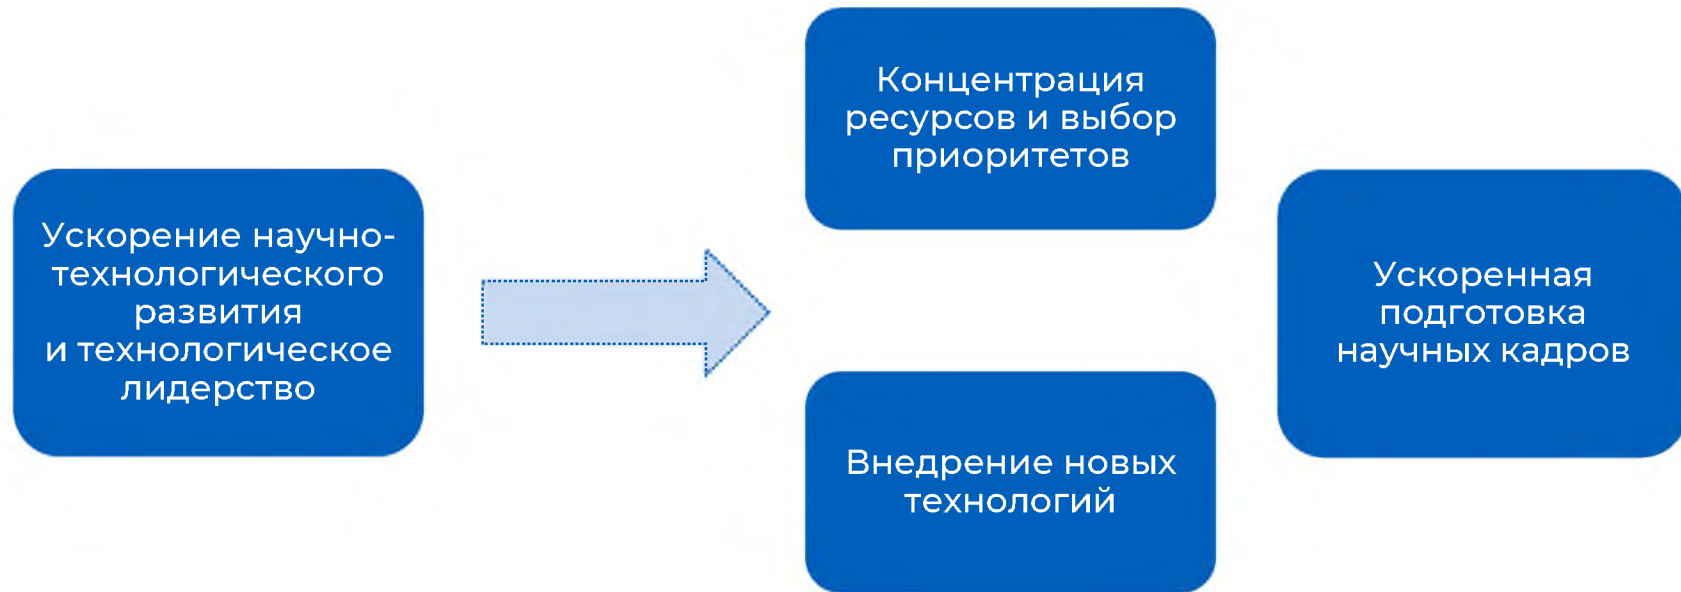 Ускорение научно-
технологического
развития
и технологическое
лидерство
Концентрация
ресурсов и выбор
приоритетов
Внедрение новых
технологий
Ускоренная
подготовка
научных кадров